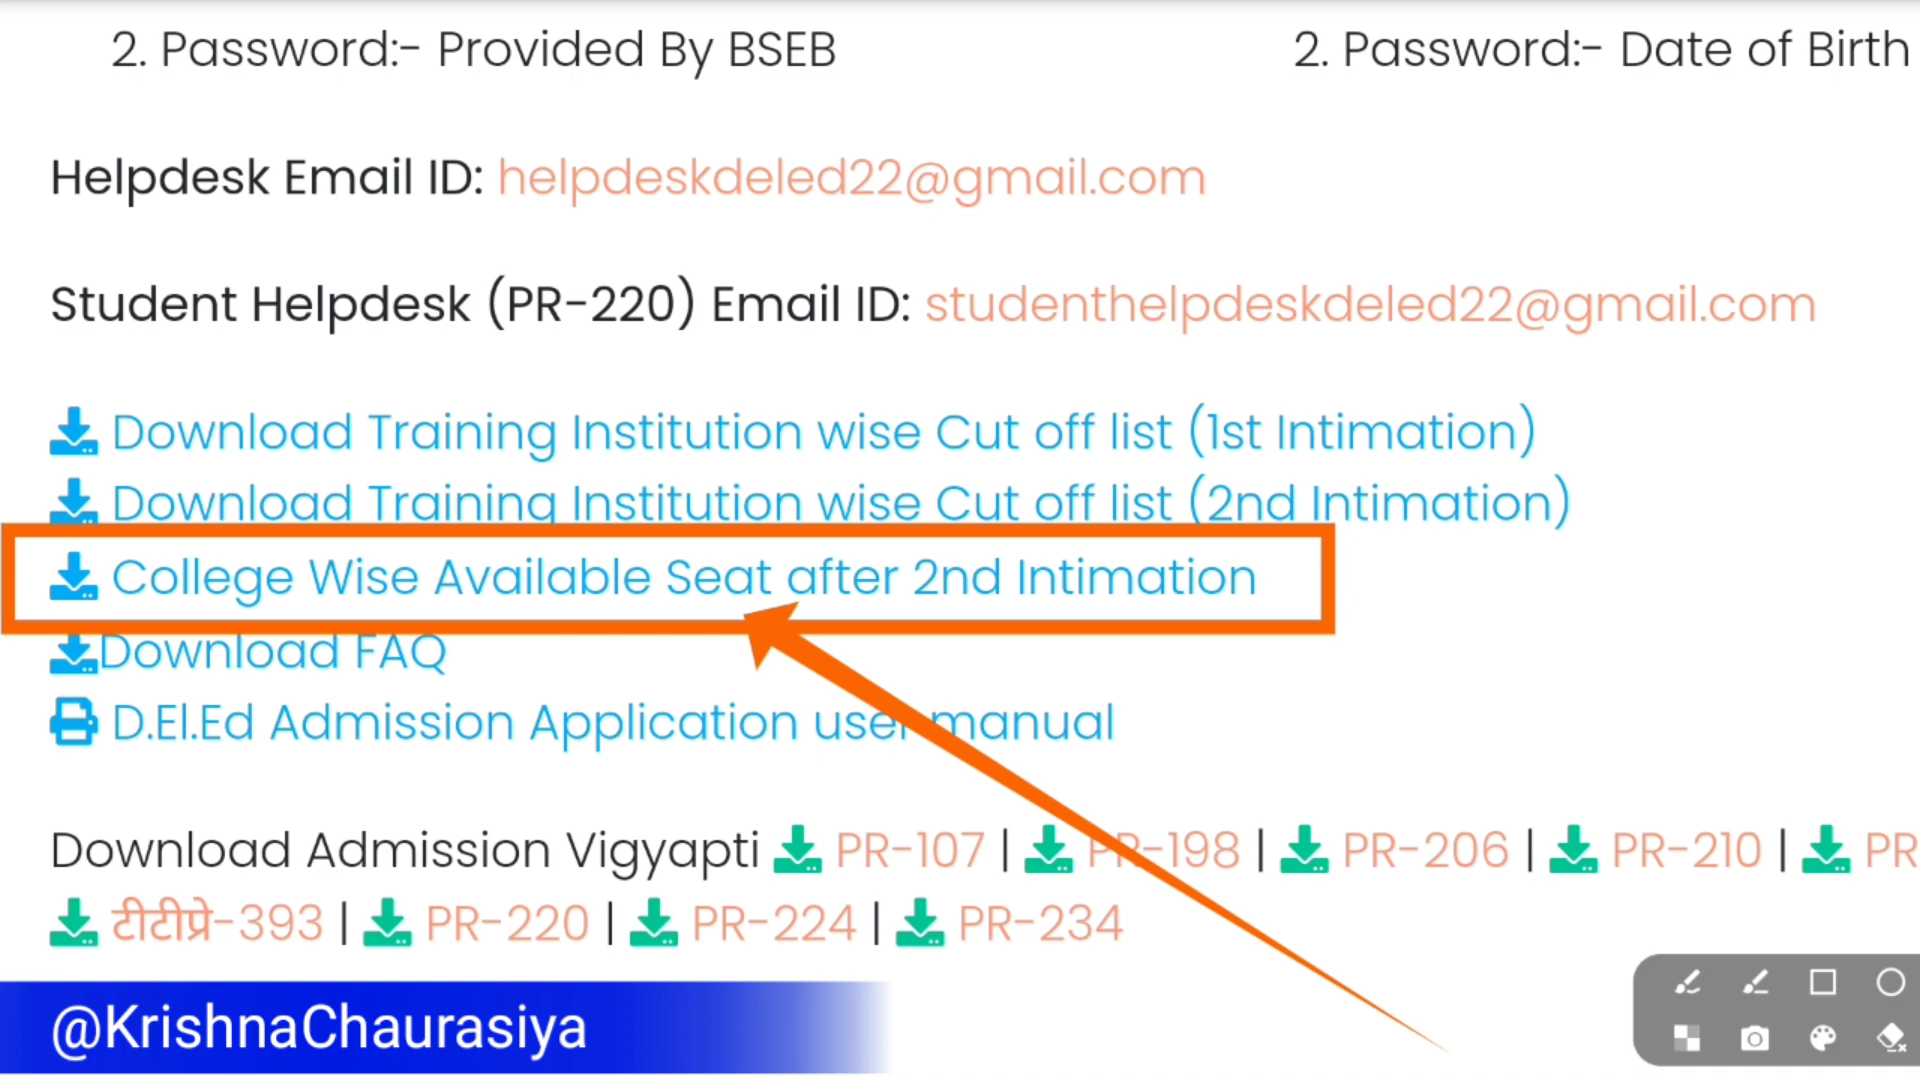 2. Password:- Provided By BSEB
2. Password:- Date of Birth
Helpdesk Email ID: helpdeskdeled22@gmail.com
Student Helpdesk (PR-220) Email ID: studenthelpdeskdeled22@gmail.com
Download Training Institution wise Cut off list (1st Intimation)
Download Training Institution wise Cut off list (2nd Intimation)
College Wise Available Seat after 2nd Intimation
Download FAQ
D.El.Ed Admission Application user manual
Download Admission Vigyapti PR-107 | PR-198 | PR-206 | PR-210 | PR
टीटीप्रे-393 | PR-220 | PR-224 | PR-234
@KrishnaChaurasiya